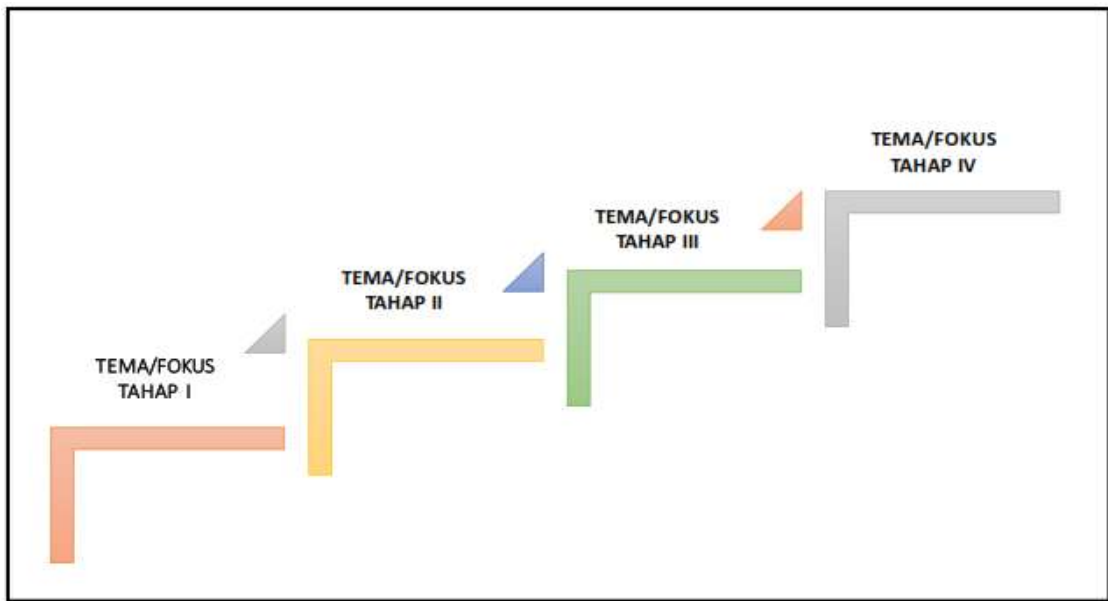 TEMA/FOKUS
TAHAP I
TEMA/FOKUS
TAHAP II
TEMA/FOKUS
TAHAP III
TEMA/FOKUS
TAHAP IV